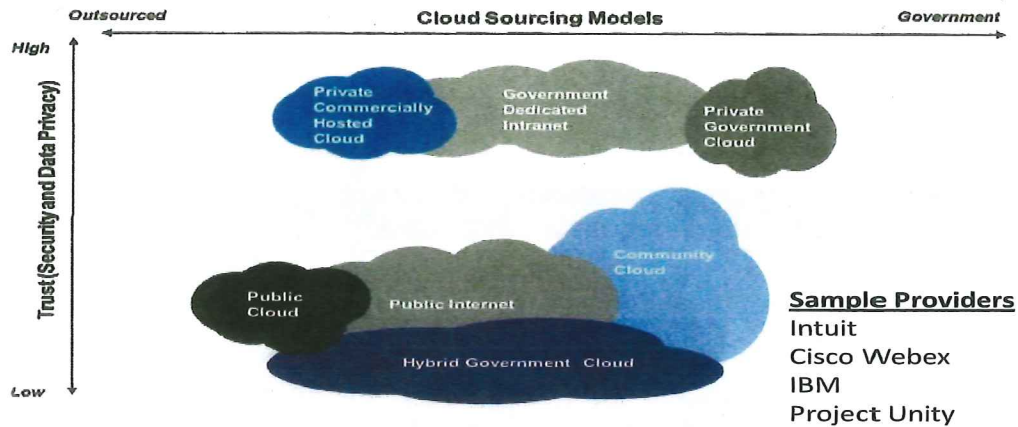 Outsourced
Cloud Sourcing Models
Government
High
Trust (Security and Data Privacy)
Low
Private
Commercially
Hosted
Cloud
Government
Dedicated
Intranet
Private
Government
Cloud
Community
Cloud
Public
Cloud
Public Internet
Hybrid Government Cloud
Sample Providers
Intuit
Cisco Webex
IBM
Project Unity